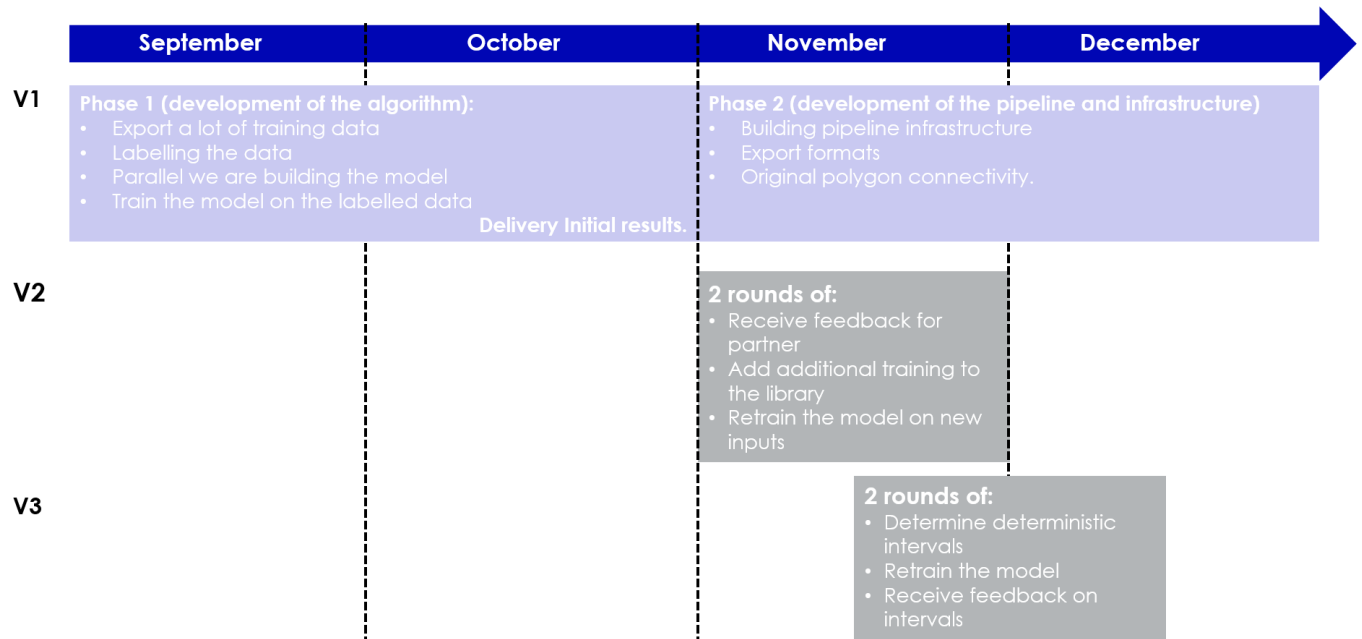 September October November December
V1
Phase 1 (development of the algorithm):
• Export a lot of training data
• Labelling the data
• Parallel we are building the model
• Train the model on the labelled data
Delivery Initial results.
Phase 2 (development of the pipeline and infrastructure)
• Building pipeline infrastructure
• Export formats
• Original polygon connectivity.
V2
2 rounds of:
• Receive feedback for
partner
• Add additional training to
the library
• Retrain the model on new
inputs
V3
2 rounds of:
• Determine deterministic
intervals
• Retrain the model
• Receive feedback on
intervals